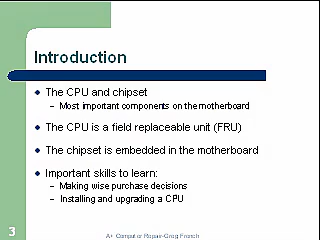 Introduction
• The CPU and chipset
– Most important components on the motherboard
• The CPU is a field replaceable unit (FRU)
• The chipset is embedded in the motherboard
• Important skills to learn:
– Making wise purchase decisions
– Installing and upgrading a CPU
3
A+ Computer Repair-Greg French